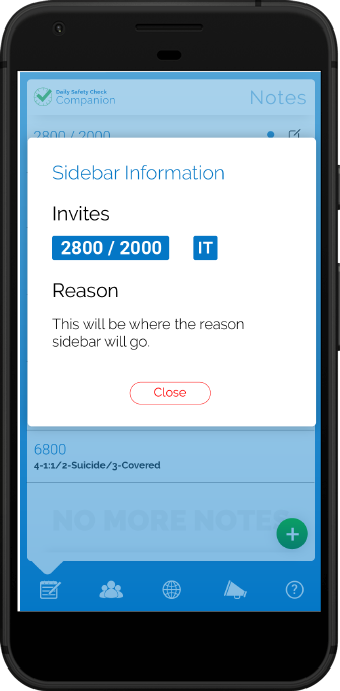 Daily Safety Check
Companion
Notes
2800 / 2000
Sidebar Information
Invites
2800 / 2000 IT
Reason
This will be where the reason
sidebar will go.
Close
6800
4-1:1/2-Suicide/3-Covered
NO MORE NOTES
+
?